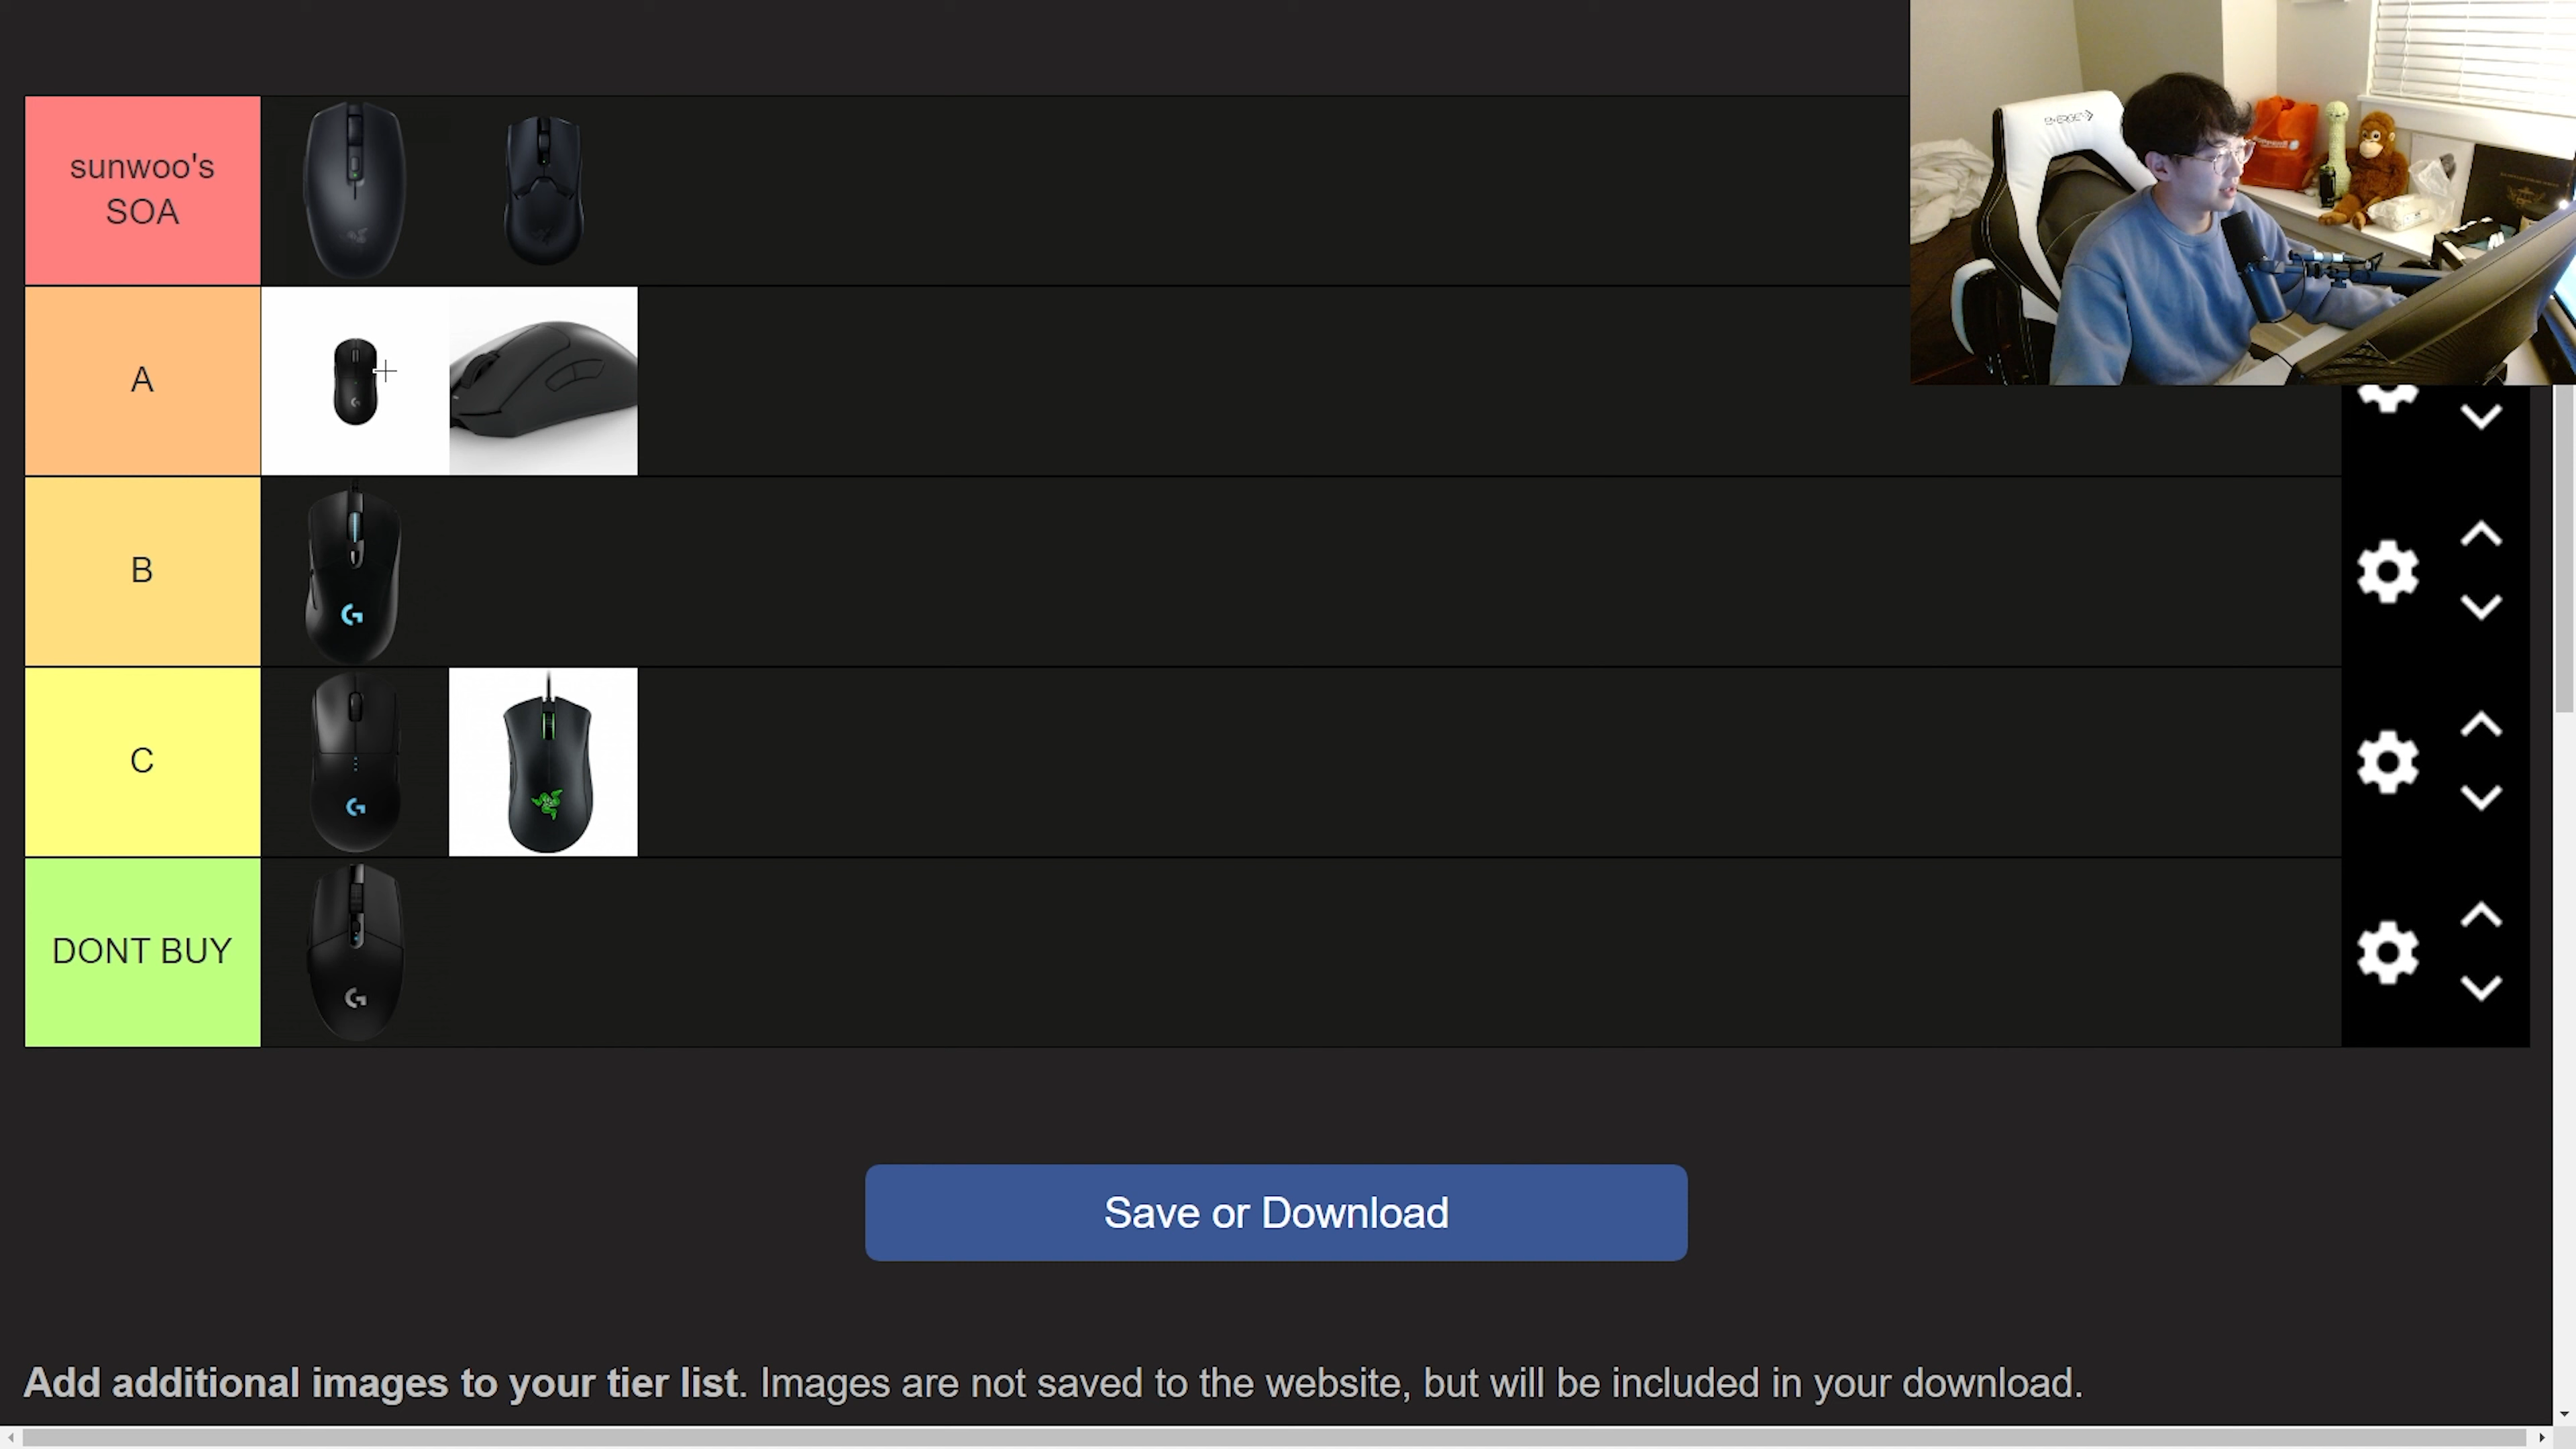 sunwoo's
SOA
A
B
C
DONT BUY
Save or Download
Add additional images to your tier list. Images are not saved to the website, but will be included in your download.